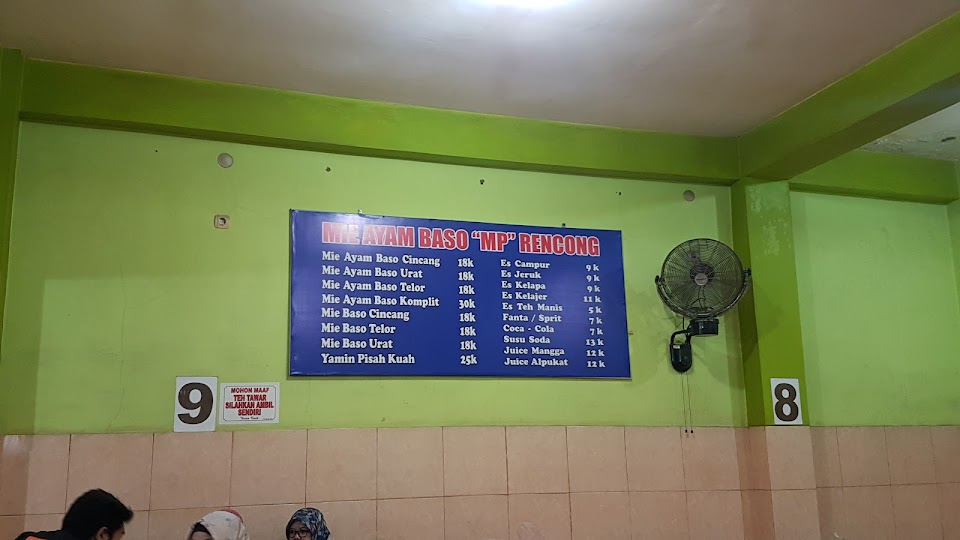 MIE AYAM BASO "MP" RENCONG
Mie Ayam Baso Cincang 18k
Mie Ayam Baso Urat 18k
Mie Ayam Baso Telor 18k
Mie Ayam Baso Komplit 30k
Mie Baso Cincang 18k
Mie Baso Telor 18k
Mie Baso Urat 18k
Yamin Pisah Kuah 25k
Es Campur 9 k
Es Jeruk 9 k
Es Kelapa 9 k
Es Kelajer 11 k
Es Teh Manis 5 k
Fanta / Sprit 7 k
Coca - Cola 7 k
Susu Soda 13 k
Juice Mangga 12 k
Juice Alpukat 12 k
9
MOHON MAAF
TEH TAWAR
SILAHKAN AMBIL
SENDIRI
8